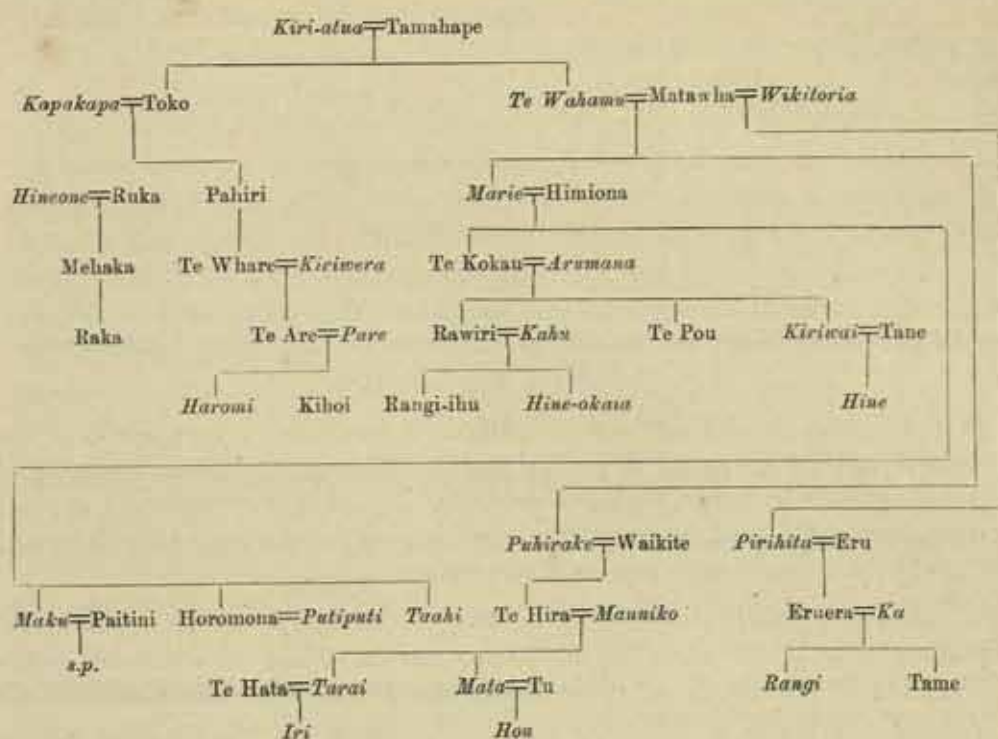 Kiri-atua=Tamahape
Kapakapa=Toko Te Wahamu=Matawha=Wikitoria
Hineone=Ruka Pahiri Marie=Himiona
Mehaka Te Whare=Kiriwera Te Kokau=Arumana
Raka Te Are=Pare Rawiri=Kahu Te Pou Kiriwai=Tane
Haromi Kihoi Rangi-ihu Hine-okaia Hine
Puhirake=Waikite Pirihita=Eru
Maku=Paitini Horomona=Putiputi Taahi Te Hira=Mauniko Eruera=Ka
s.p.
Te Hata=Tarai Mata=Tu Rangi Tame
Iri Hou